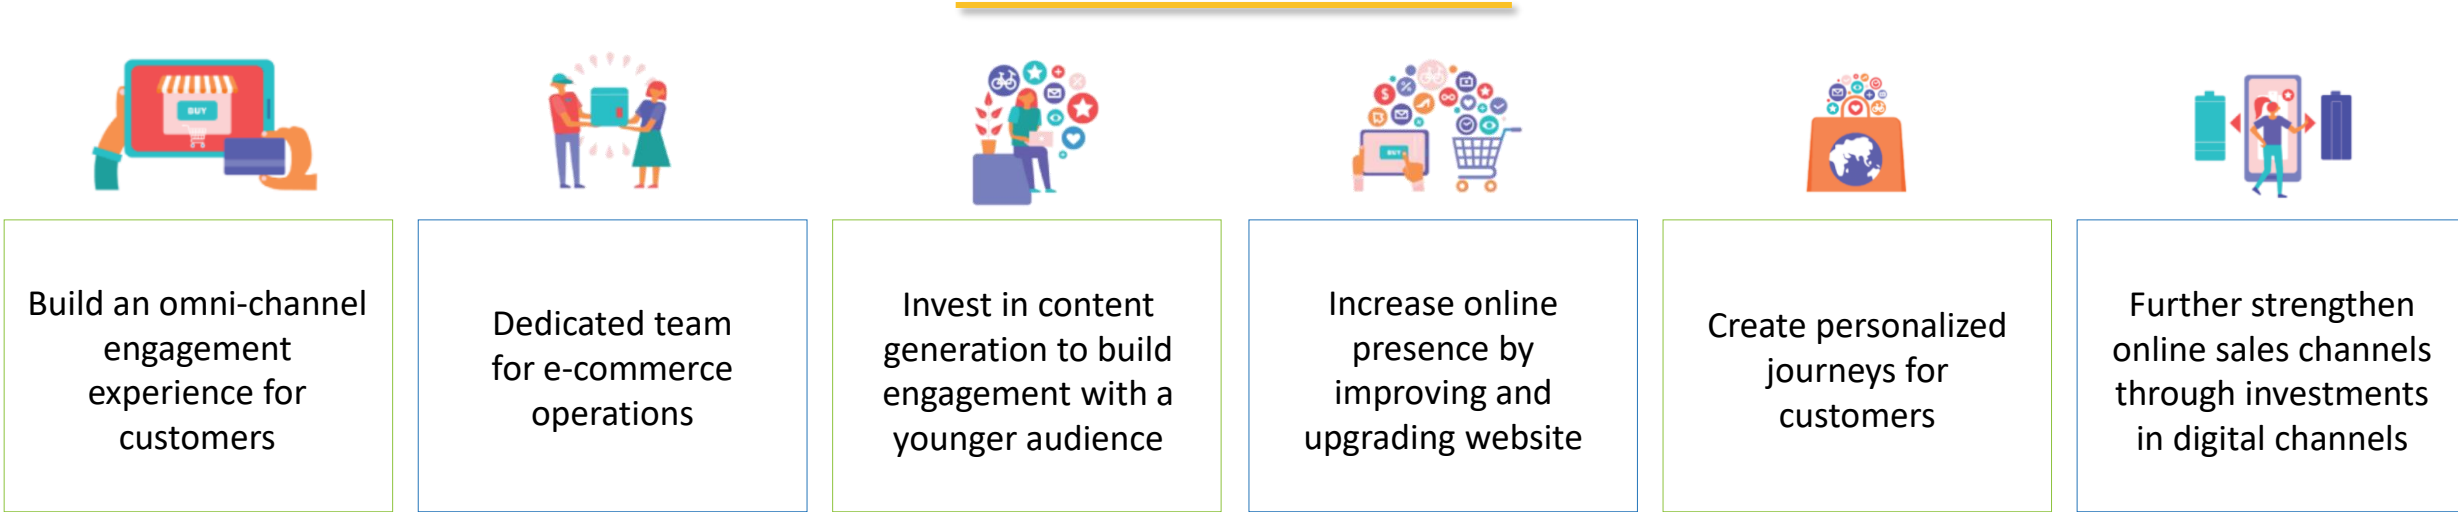 BUY
BUY
Build an omni-channel
engagement
experience for
customers
Dedicated team
for e-commerce
operations
Invest in content
generation to build
engagement with a
younger audience
Increase online
presence by
improving and
upgrading website
Create personalized
journeys for
customers
Further strengthen
online sales channels
through investments
in digital channels